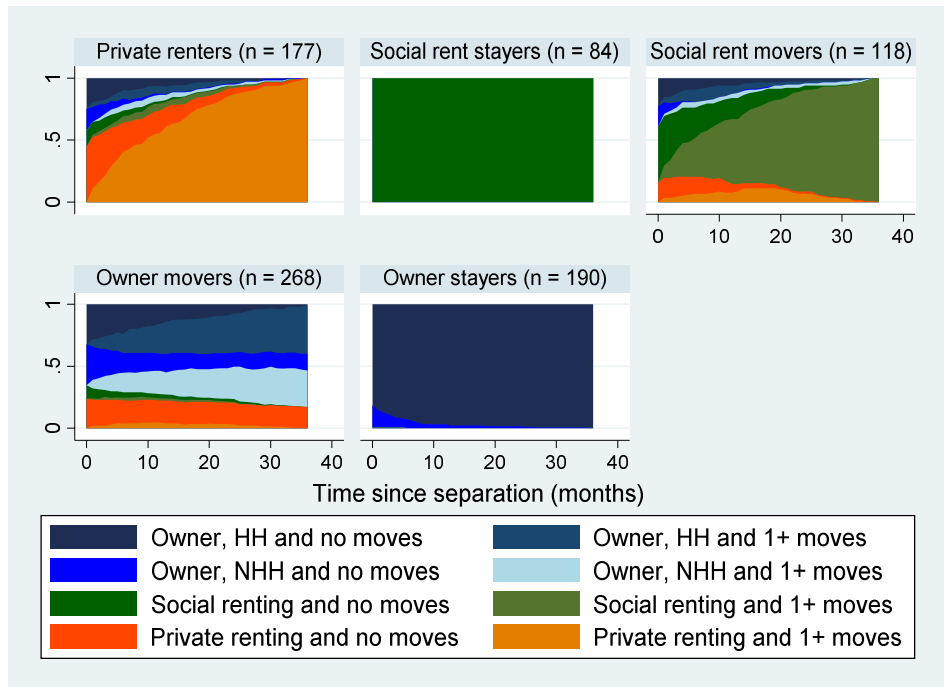 Private renters (n = 177)
Social rent stayers (n = 84)
Social rent movers (n = 118)
1
.5
0
0 10 20 30 40
Owner movers (n = 268)
Owner stayers (n = 190)
1
.5
0
0 10 20 30 40
0 10 20 30 40
Time since separation (months)
Owner, HH and no moves
Owner, HH and 1+ moves
Owner, NHH and no moves
Owner, NHH and 1+ moves
Social renting and no moves
Social renting and 1+ moves
Private renting and no moves
Private renting and 1+ moves